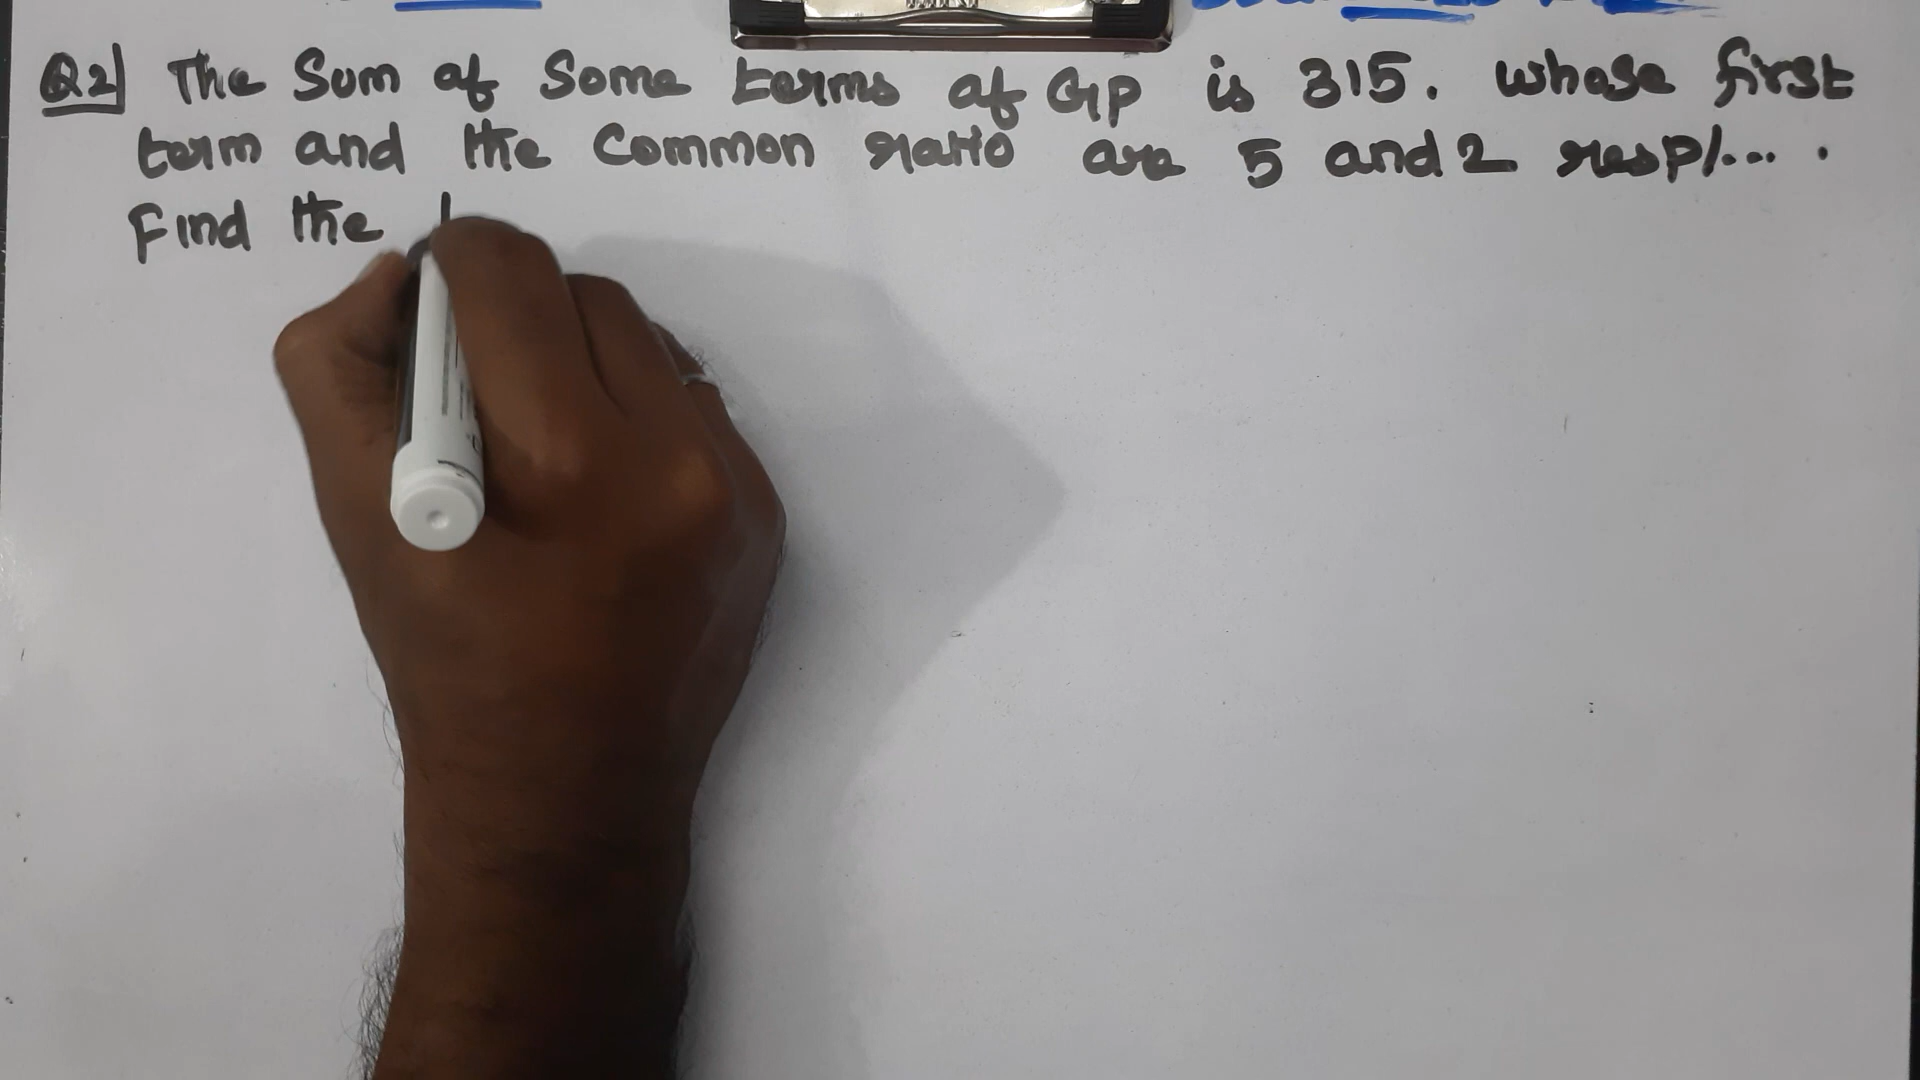 Q2] The Sum of Some terms of GP is 315. whose first
term and the common ratio are 5 and 2 resp/.... .
Find the